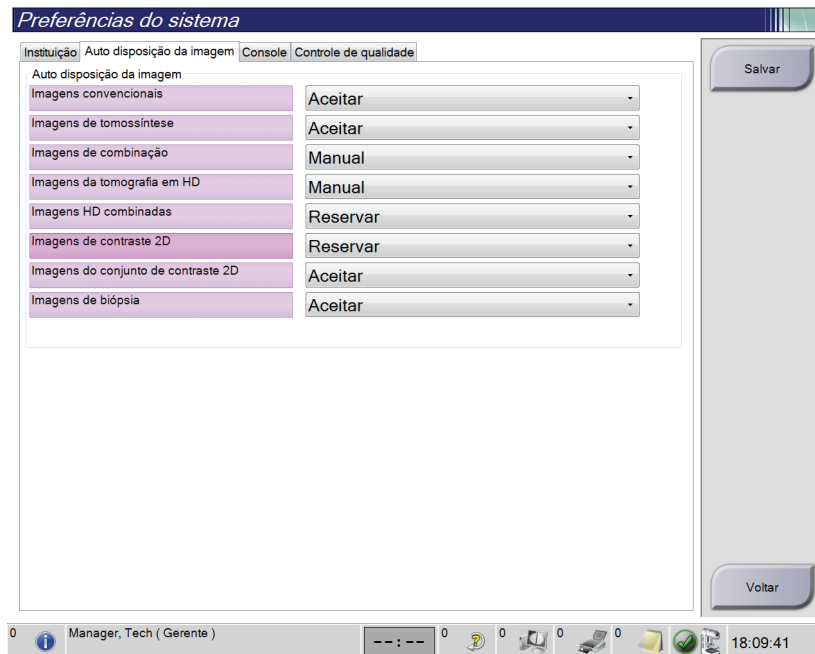 Preferências do sistema
Instituição Auto disposição da imagem Console Controle de qualidade
Auto disposição da imagem
Imagens convencionais Aceitar
Imagens de tomossíntese Aceitar
Imagens de combinação Manual
Imagens da tomografia em HD Manual
Imagens HD combinadas Reservar
Imagens de contraste 2D Reservar
Imagens do conjunto de contraste 2D Aceitar
Imagens de biópsia Aceitar
Salvar
Voltar
0 Manager, Tech ( Gerente ) --:-- 0 0 0 0 18:09:41